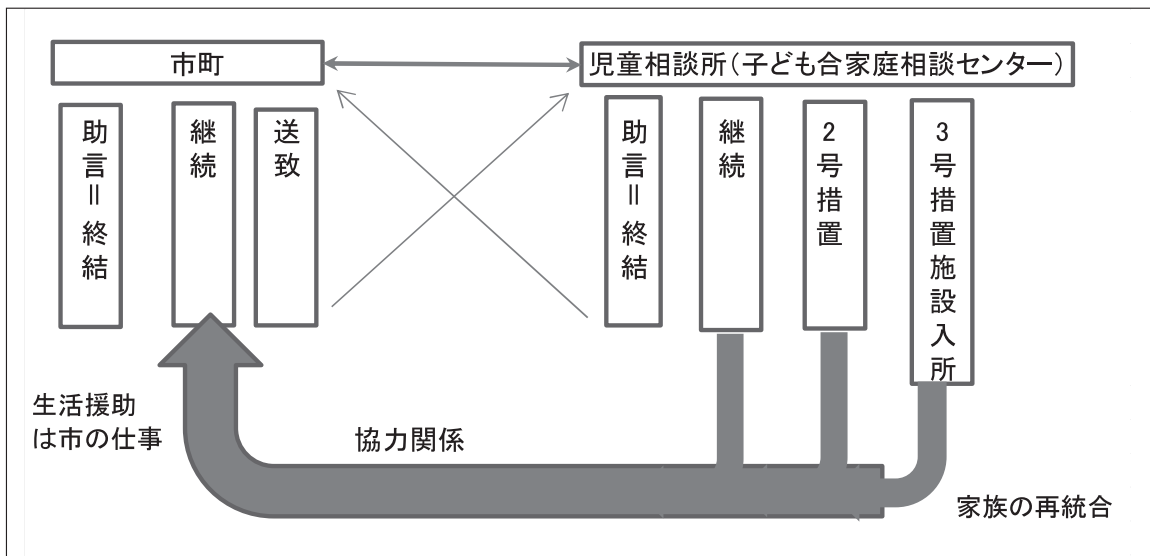 市町
児童相談所（子ども合家庭相談センター）
助言＝終結
継続
送致
助言＝終結
継続
2号措置
3号措置施設入所
生活援助
は市の仕事
協力関係
家族の再統合